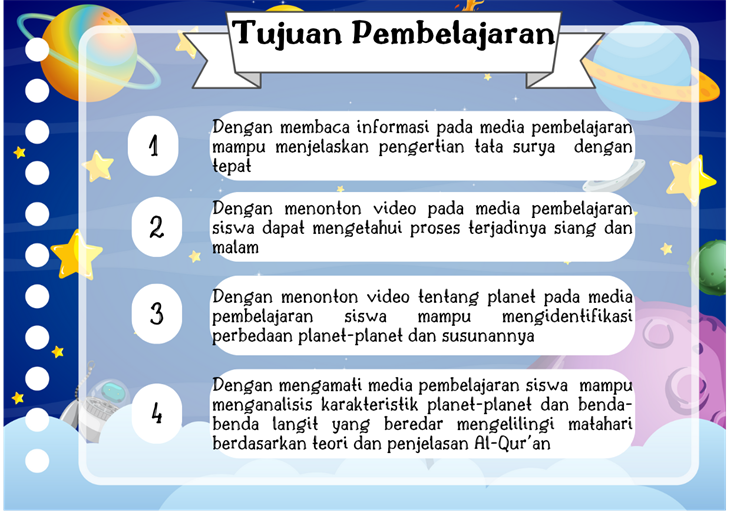 Tujuan Pembelajaran
1
Dengan membaca informasi pada media pembelajaran
mampu menjelaskan pengertian tata surya dengan
tepat
2
Dengan menonton video pada media pembelajaran
siswa dapat mengetahui proses terjadinya siang dan
malam
3
Dengan menonton video tentang planet pada media
pembelajaran siswa mampu mengidentifikasi
perbedaan planet-planet dan susunannya
4
Dengan mengamati media pembelajaran siswa mampu
menganalisis karakteristik planet-planet dan benda-
benda langit yang beredar mengelilingi matahari
berdasarkan teori dan penjelasan Al-Qur'an